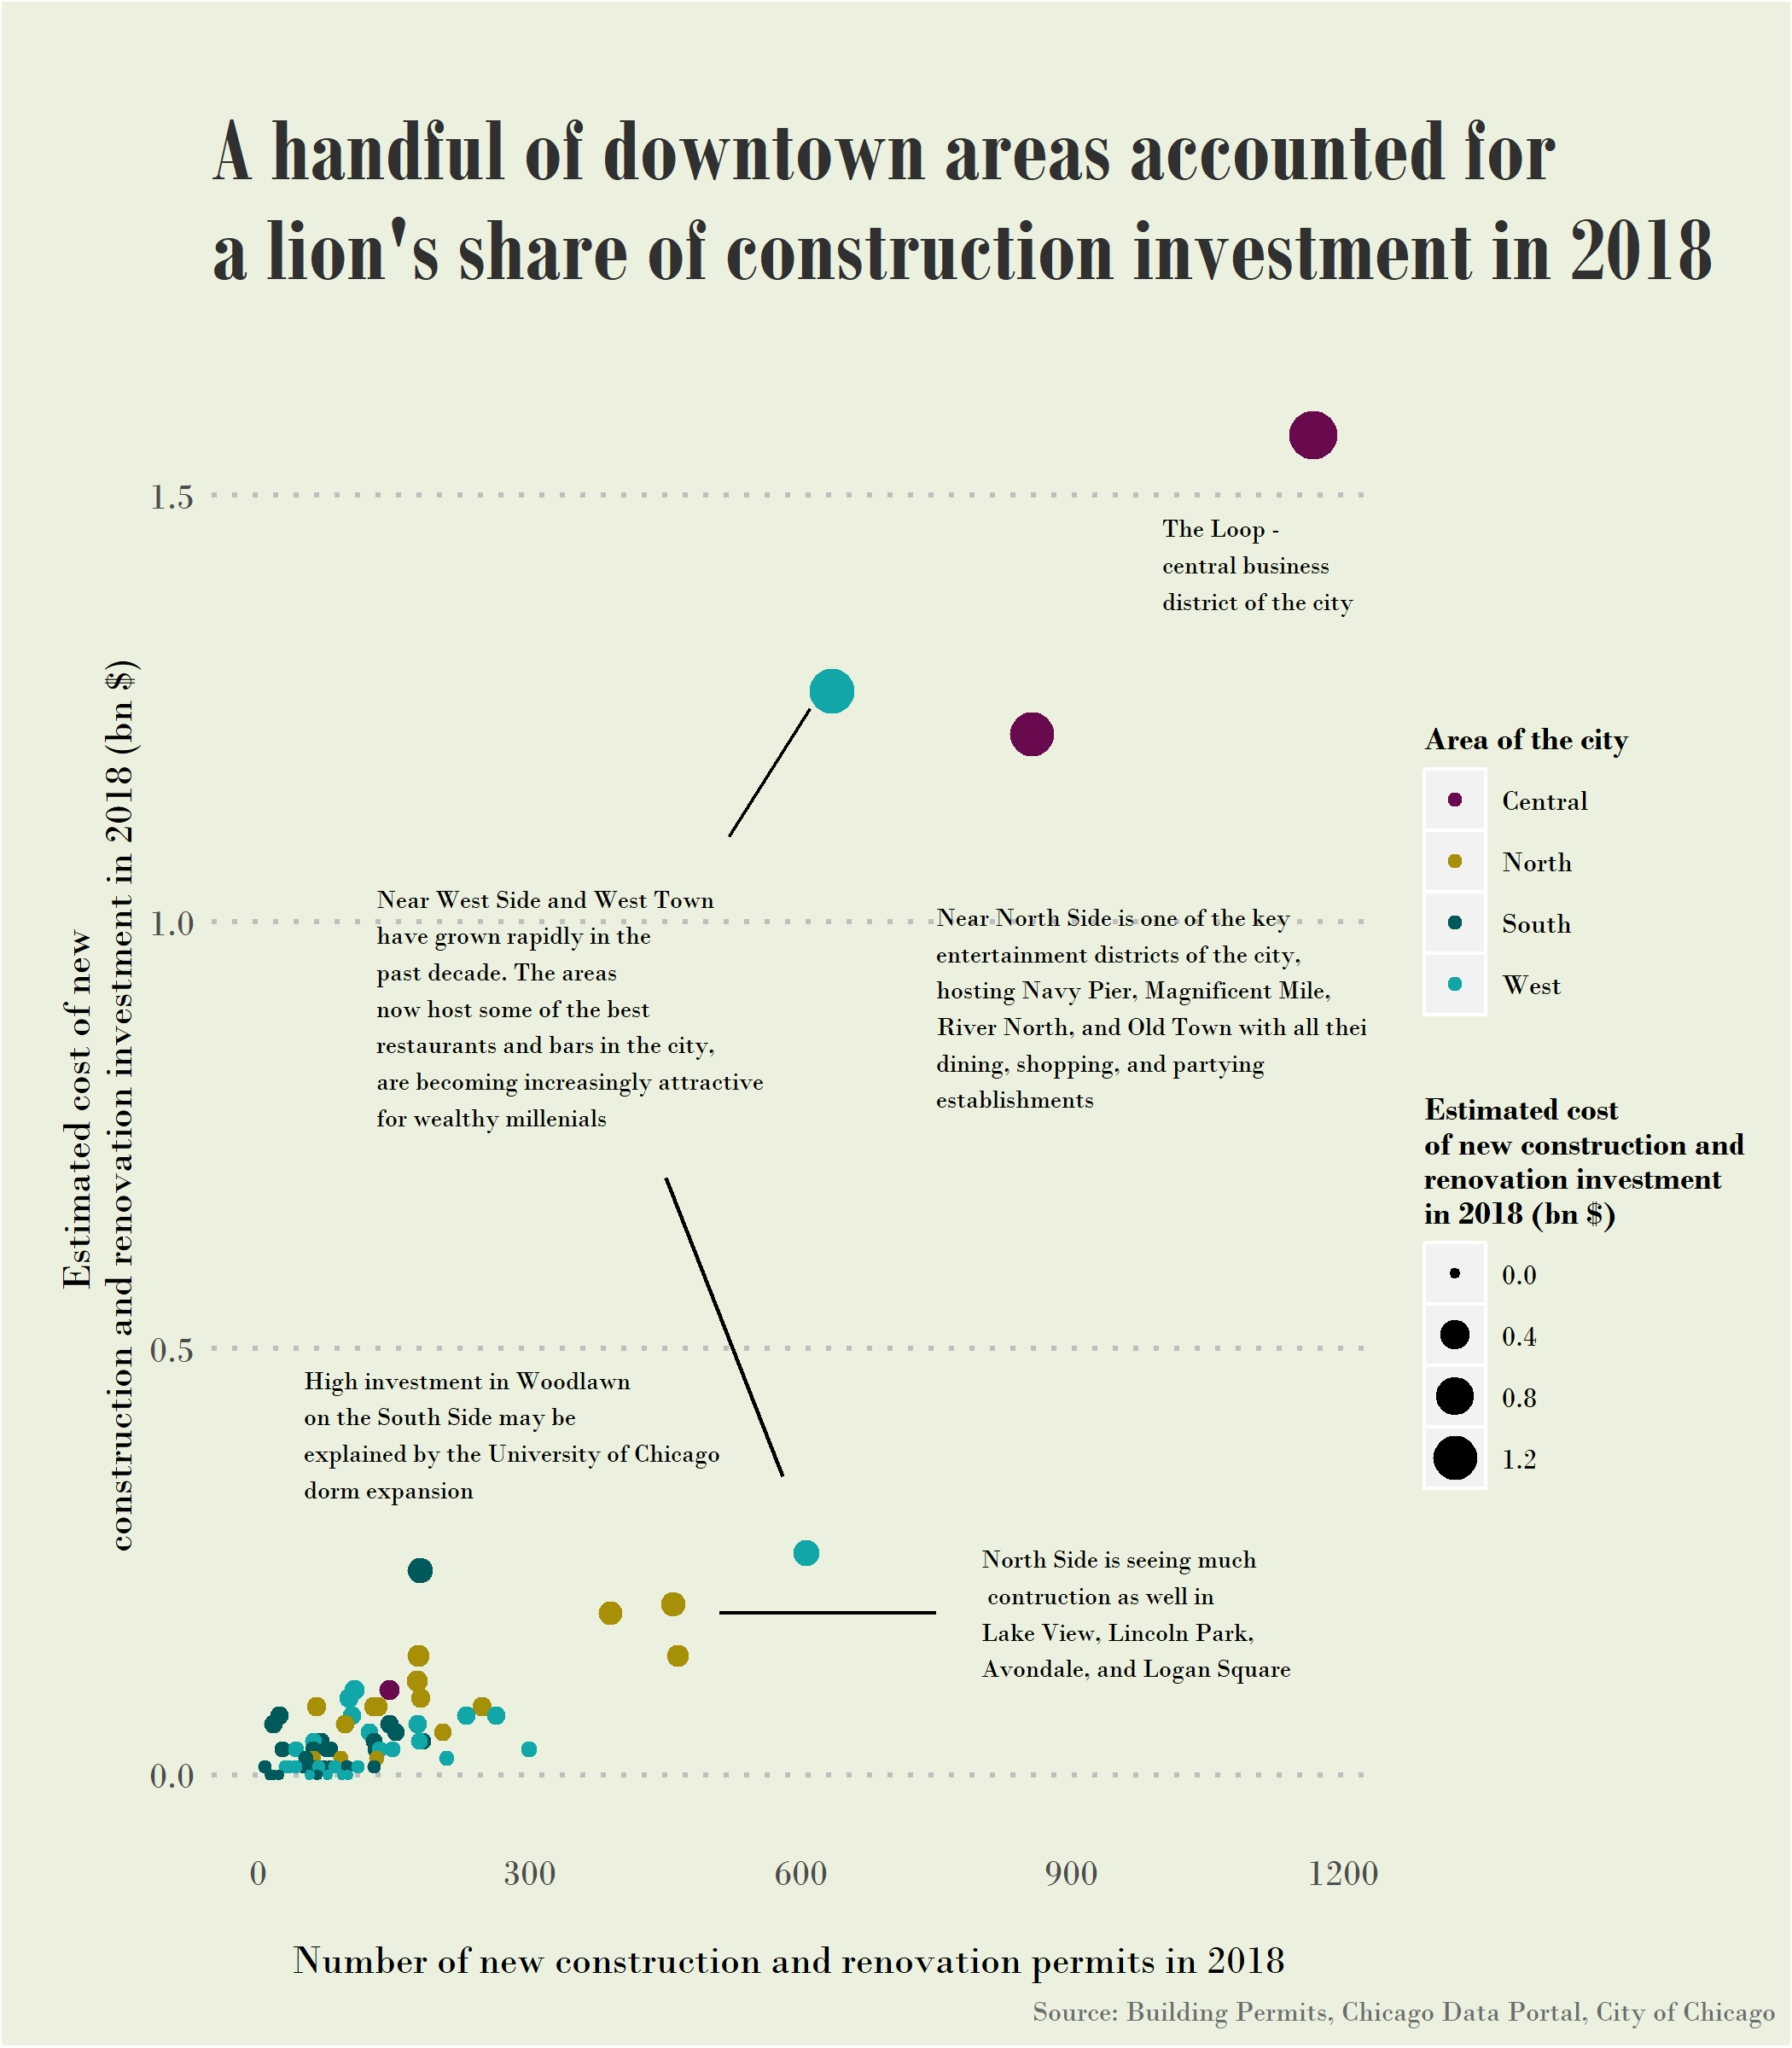 A handful of downtown areas accounted for
a lion's share of construction investment in 2018
Estimated cost of new
construction and renovation investment in 2018 (bn $)
1.5
1.0
0.5
0.0
The Loop -
central business
district of the city
Near West Side and West Town
have grown rapidly in the
past decade. The areas
now host some of the best
restaurants and bars in the city,
are becoming increasingly attractive
for wealthy millenials
Near North Side is one of the key
entertainment districts of the city,
hosting Navy Pier, Magnificent Mile,
River North, and Old Town with all thei
dining, shopping, and partying
establishments
High investment in Woodlawn
on the South Side may be
explained by the University of Chicago
dorm expansion
North Side is seeing much
contruction as well in
Lake View, Lincoln Park,
Avondale, and Logan Square
Area of the city
Central
North
South
West
Estimated cost
of new construction and
renovation investment
in 2018 (bn $)
0.0
0.4
0.8
1.2
0
300
600
900
1200
Number of new construction and renovation permits in 2018
Source: Building Permits, Chicago Data Portal, City of Chicago